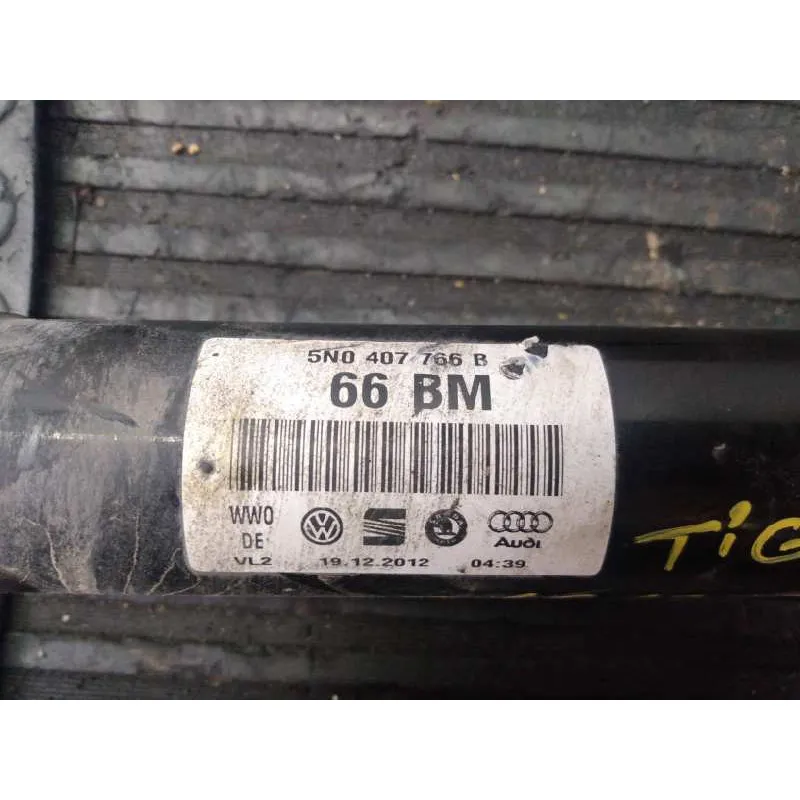 5N0 407 766 B
66 BM
WWO
DE
Audi
VL2 19.12.2012 04:39
TiG